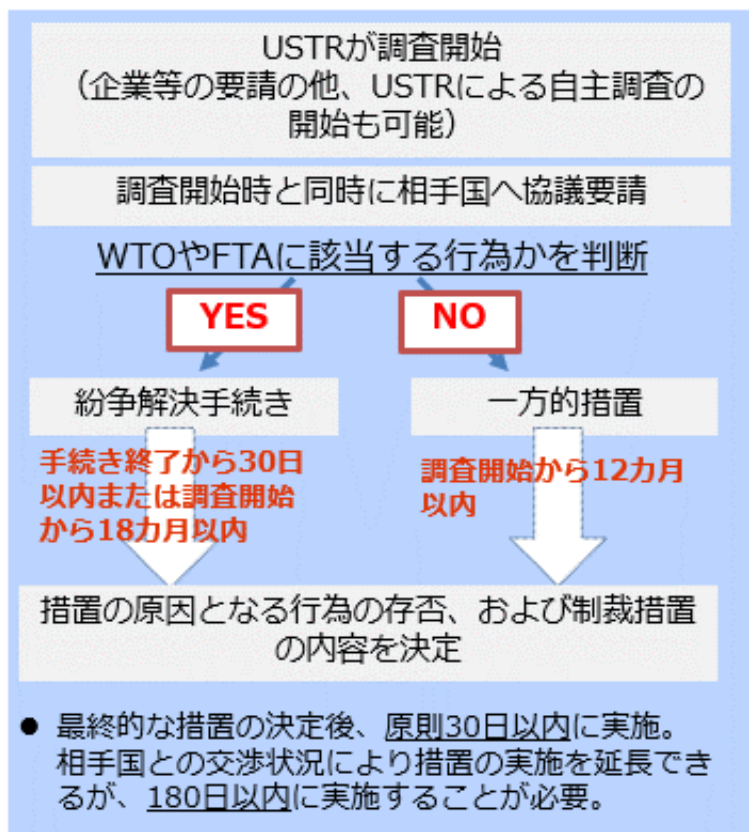 USTRが調査開始
（企業等の要請の他、USTRによる自主調査の
開始も可能）
調査開始時と同時に相手国へ協議要請
WTOやFTAに該当する行為かを判断
YES
NO
紛争解決手続き
一方的措置
手続き終了から30日
以内または調査開始
から18カ月以内
調査開始から12カ月
以内
措置の原因となる行為の存否、および制裁措置
の内容を決定
● 最終的な措置の決定後、原則30日以内に実施。
相手国との交渉状況により措置の実施を延長でき
るが、180日以内に実施することが必要。